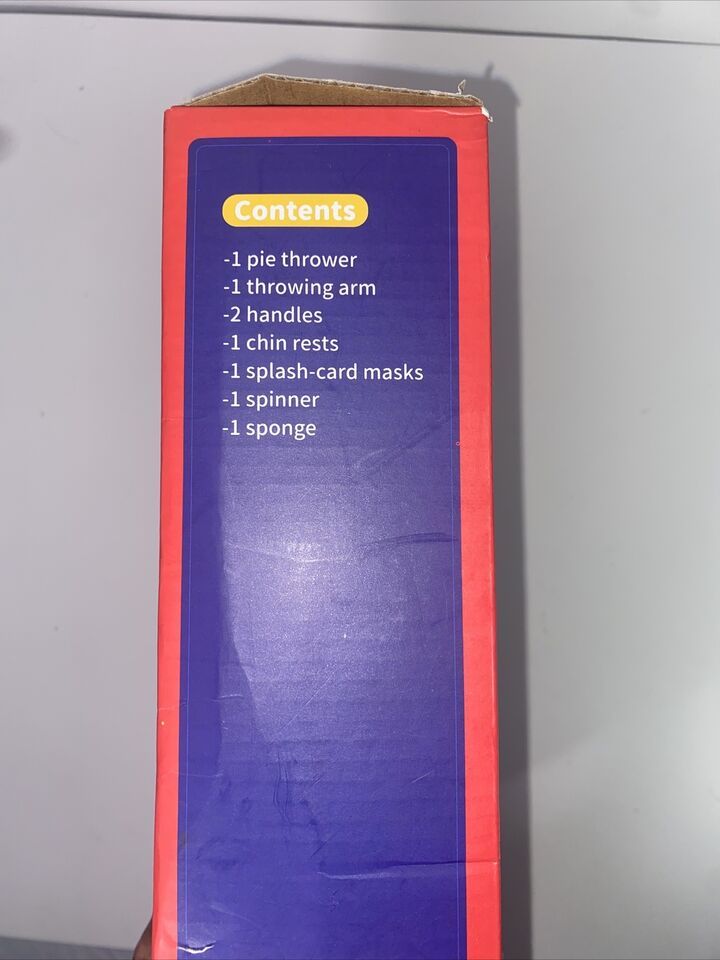 Contents
-1 pie thrower
-1 throwing arm
-2 handles
-1 chin rests
-1 splash-card masks
-1 spinner
-1 sponge